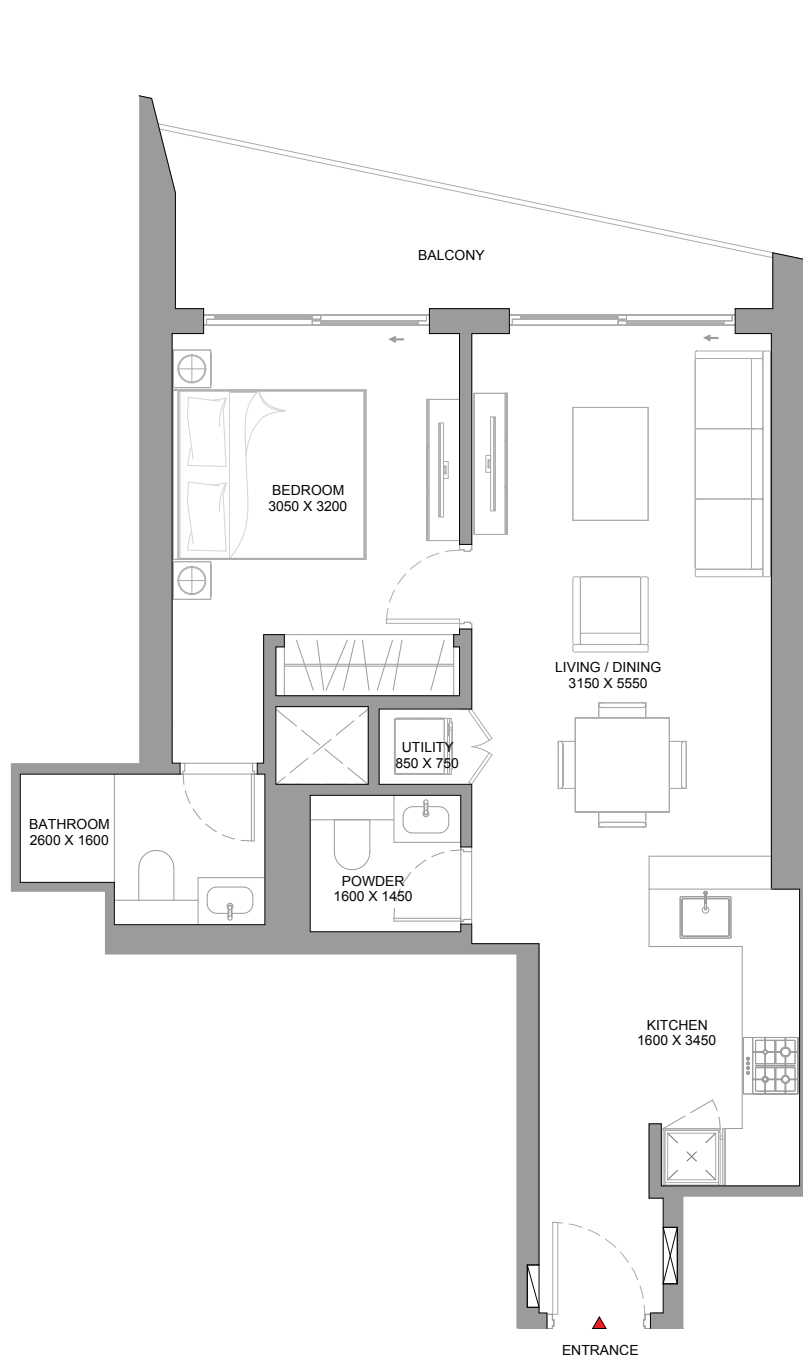 BALCONY
BEDROOM
3050 X 3200
LIVING / DINING
3150 X 5550
UTILITY
850 X 750
BATHROOM
2600 X 1600
POWDER
1600 X 1450
KITCHEN
1600 X 3450
ENTRANCE